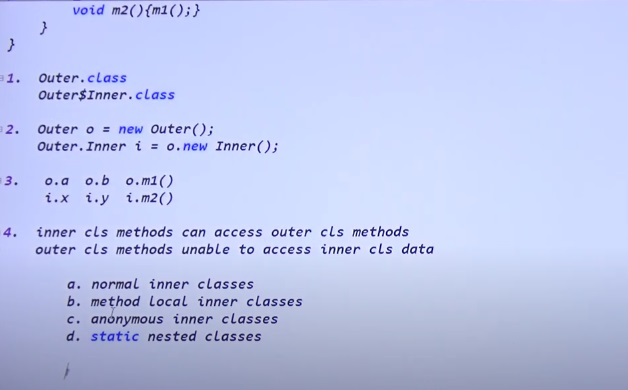 void m2(){m1();}
}
}
1. Outer.class
Outer$Inner.class
2. Outer o = new Outer();
Outer.Inner i = o.new Inner();
3. o.a o.b o.m1()
i.x i.y i.m2()
4. inner cls methods can access outer cls methods
outer cls methods unable to access inner cls data
a. normal inner classes
b. method local inner classes
c. anonymous inner classes
d. static nested classes